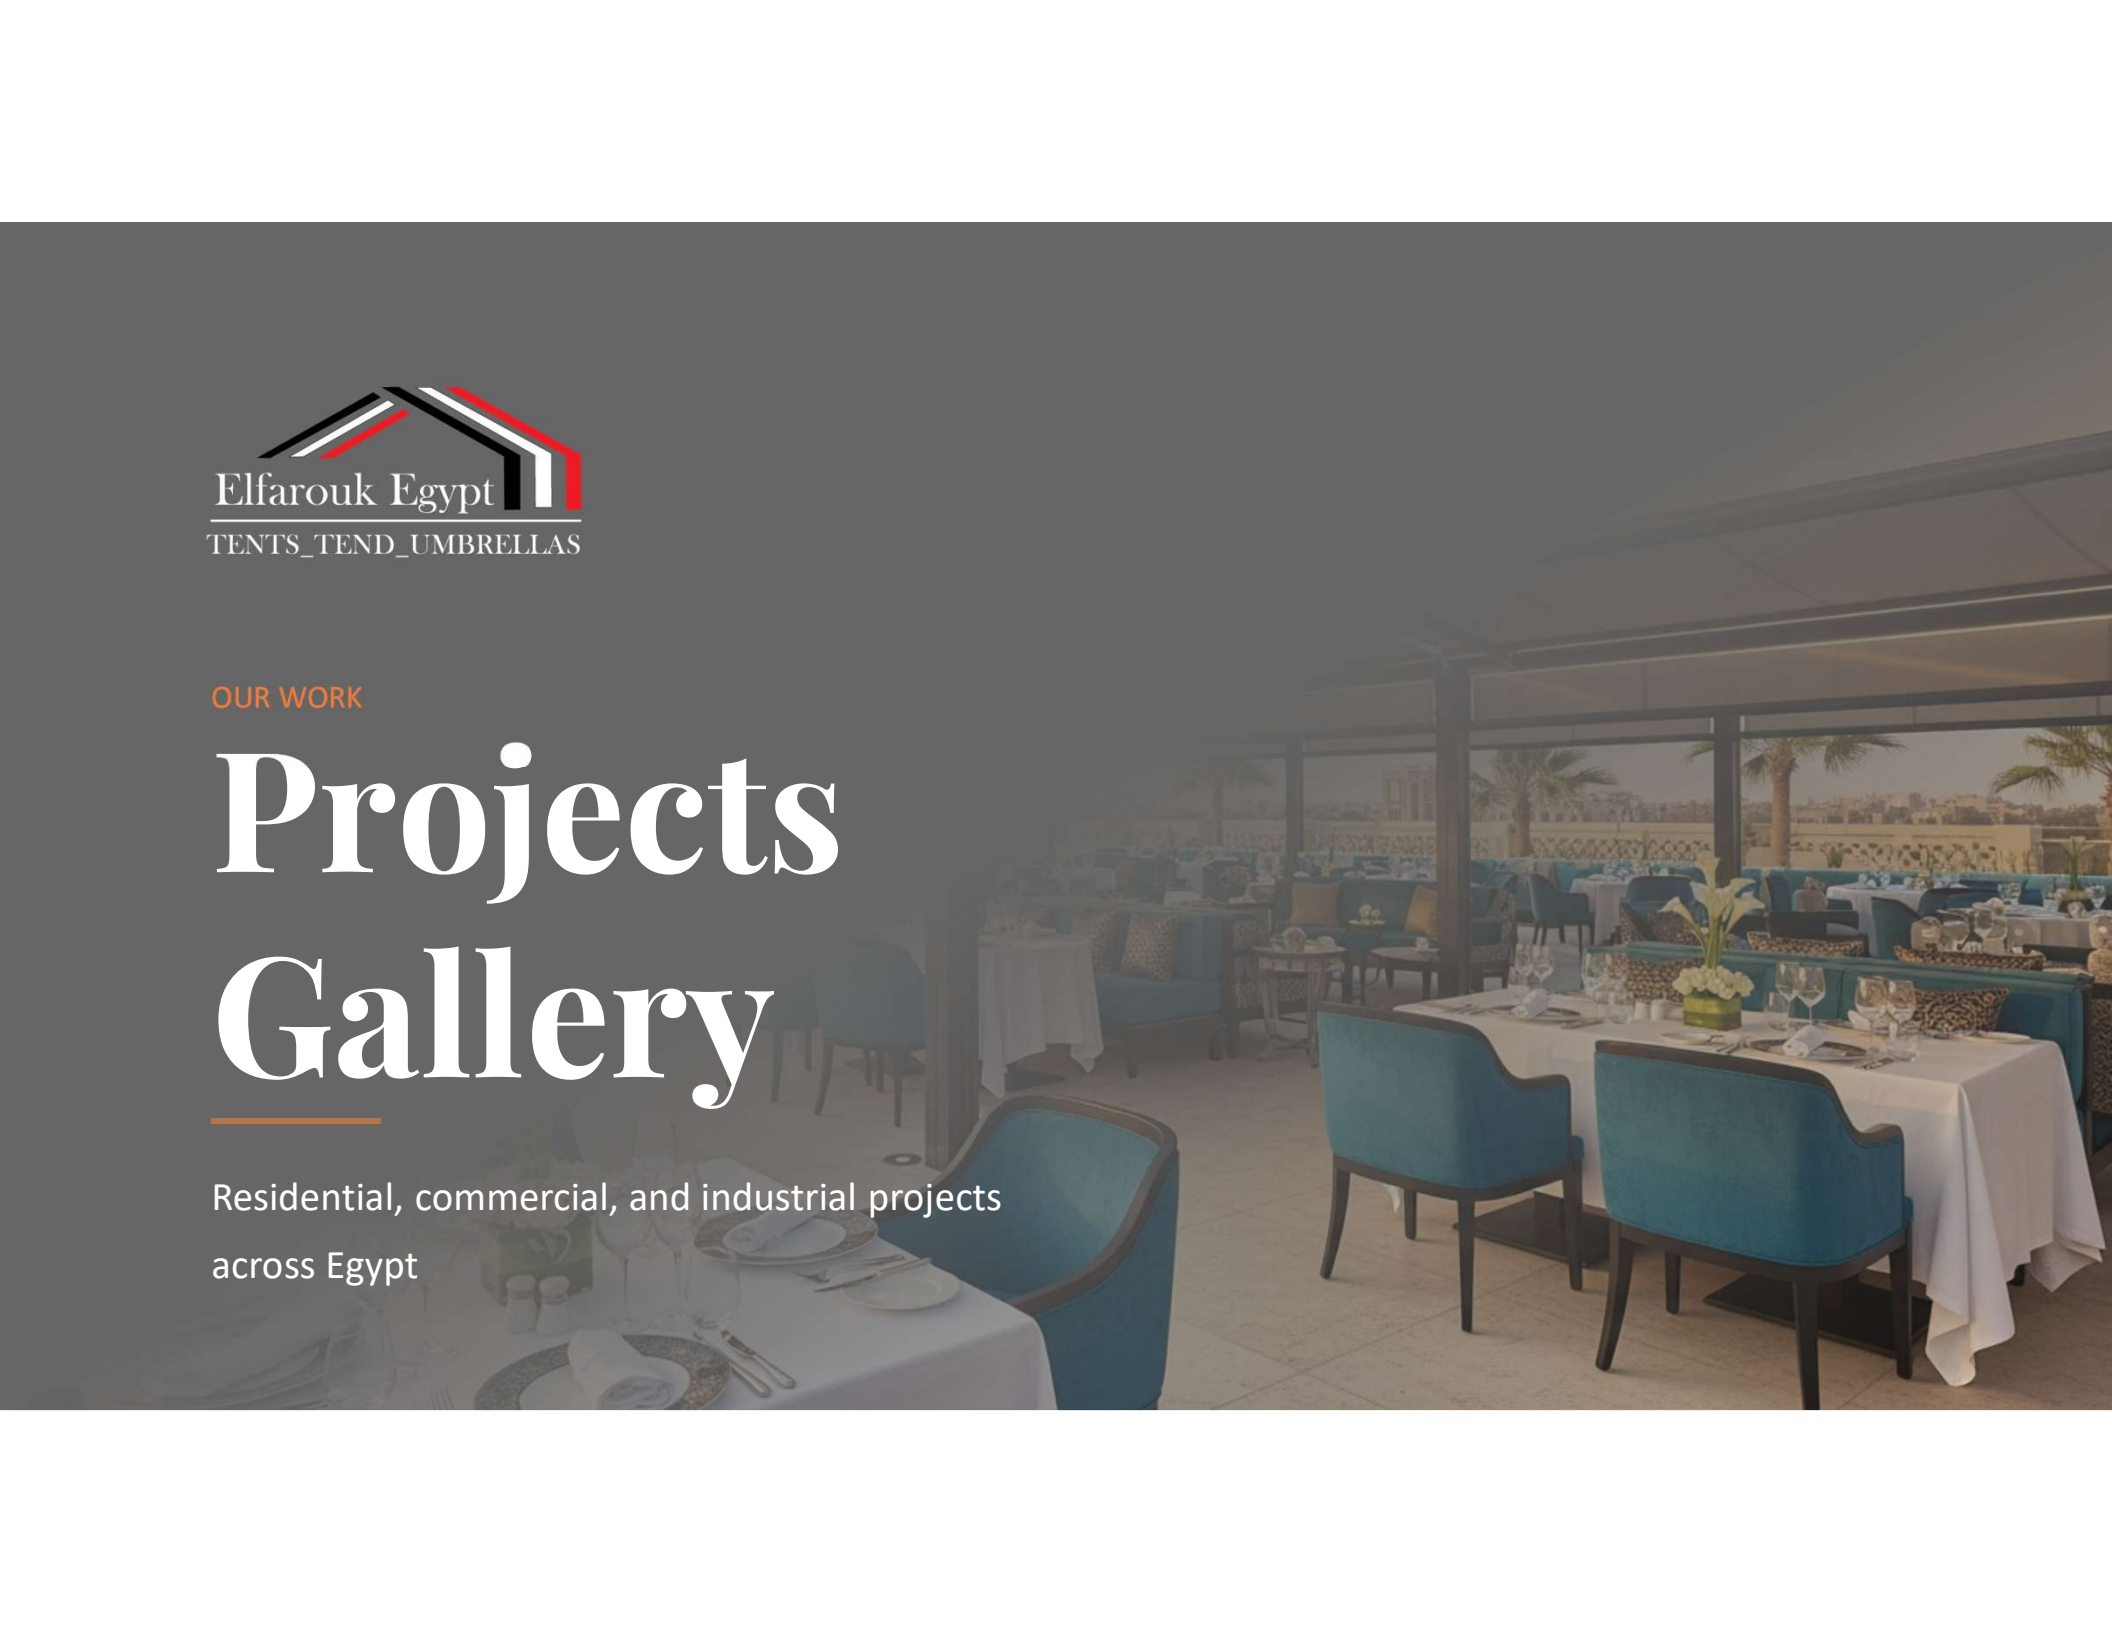 Elfarouk Egypt
TENTS_TEND_UMBRELLAS
OUR WORK
Projects
Gallery
Residential, commercial, and industrial projects
across Egypt